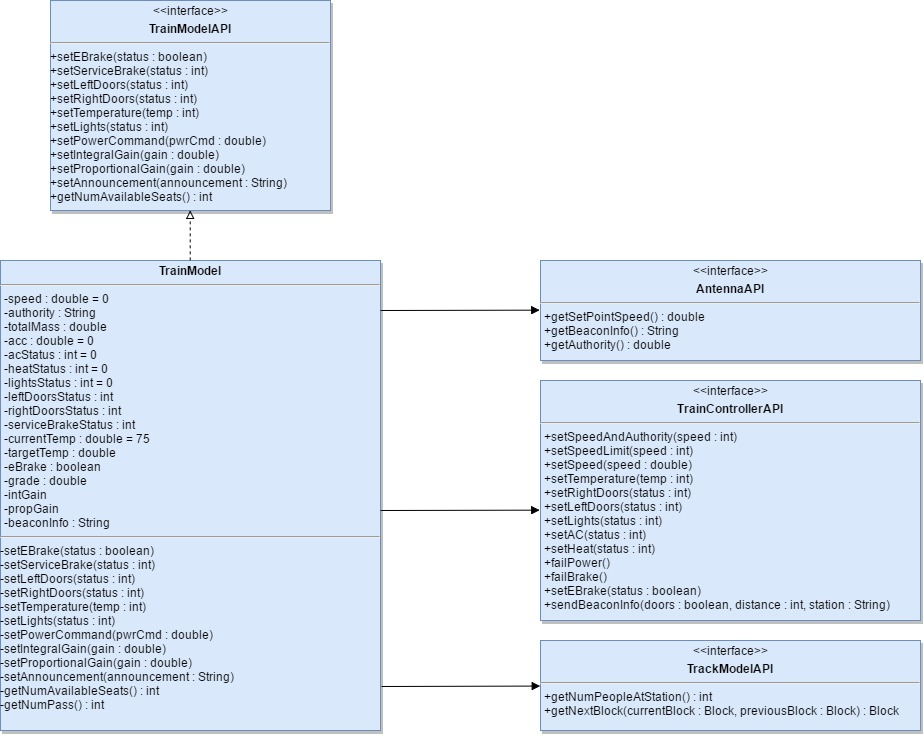 <<interface>>
TrainModelAPI
+setEBrake(status : boolean)
+setServiceBrake(status : int)
+setLeftDoors(status : int)
+setRightDoors(status : int)
+setTemperature(temp : int)
+setLights(status : int)
+setPowerCommand(pwrCmd : double)
+setIntegralGain(gain : double)
+setProportionalGain(gain : double)
+setAnnouncement(announcement : String)
+getNumAvailableSeats() : int
TrainModel
-speed : double = 0
-authority : String
-totalMass : double
-acc : double = 0
-acStatus : int = 0
-heatStatus : int = 0
-lightsStatus : int = 0
-leftDoorsStatus : int
-rightDoorsStatus : int
-serviceBrakeStatus : int
-currentTemp : double = 75
-targetTemp : double
-eBrake : boolean
-grade : double
-intGain
-propGain
-beaconInfo : String
-setEBrake(status : boolean)
-setServiceBrake(status : int)
-setLeftDoors(status : int)
-setRightDoors(status : int)
-setTemperature(temp : int)
-setLights(status : int)
-setPowerCommand(pwrCmd : double)
-setIntegralGain(gain : double)
-setProportionalGain(gain : double)
-setAnnouncement(announcement : String)
-getNumAvailableSeats() : int
-getNumPass() : int
<<interface>>
AntennaAPI
+getSetPointSpeed() : double
+getBeaconInfo() : String
+getAuthority() : double
<<interface>>
TrainControllerAPI
+setSpeedAndAuthority(speed : int)
+setSpeedLimit(speed : int)
+setSpeed(speed : double)
+setTemperature(temp : int)
+setRightDoors(status : int)
+setLeftDoors(status : int)
+setLights(status : int)
+setAC(status : int)
+setHeat(status : int)
+failPower()
+failBrake()
+setEBrake(status : boolean)
+sendBeaconInfo(doors : boolean, distance : int, station : String)
<<interface>>
TrackModelAPI
+getNumPeopleAtStation() : int
+getNextBlock(currentBlock : Block, previousBlock : Block) : Block